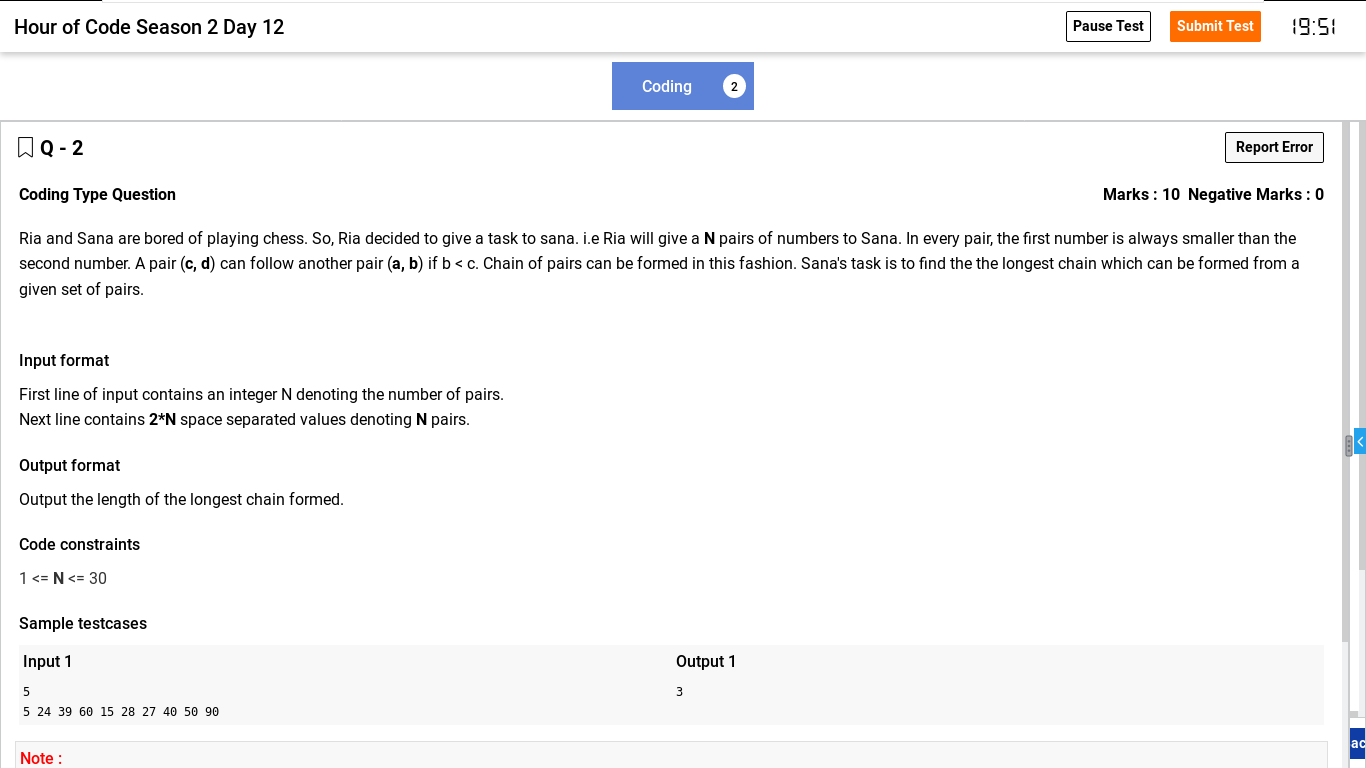 Hour of Code Season 2 Day 12
Pause Test
Submit Test
19:51
Coding
2
Q - 2
Report Error
Coding Type Question
Marks : 10 Negative Marks : 0
Ria and Sana are bored of playing chess. So, Ria decided to give a task to sana. i.e Ria will give a N pairs of numbers to Sana. In every pair, the first number is always smaller than the
second number. A pair (c, d) can follow another pair (a, b) if b < c. Chain of pairs can be formed in this fashion. Sana's task is to find the the longest chain which can be formed from a
given set of pairs.
Input format
First line of input contains an integer N denoting the number of pairs.
Next line contains 2*N space separated values denoting N pairs.
Output format
Output the length of the longest chain formed.
Code constraints
1 <= N <= 30
Sample testcases
Input 1
Output 1
5
3
5 24 39 60 15 28 27 40 50 90
Note :
ac